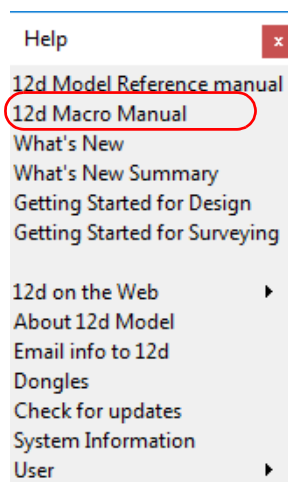 Help
x
12d Model Reference manual
12d Macro Manual
What's New
What's New Summary
Getting Started for Design
Getting Started for Surveying
12d on the Web
About 12d Model
Email info to 12d
Dongles
Check for updates
System Information
User